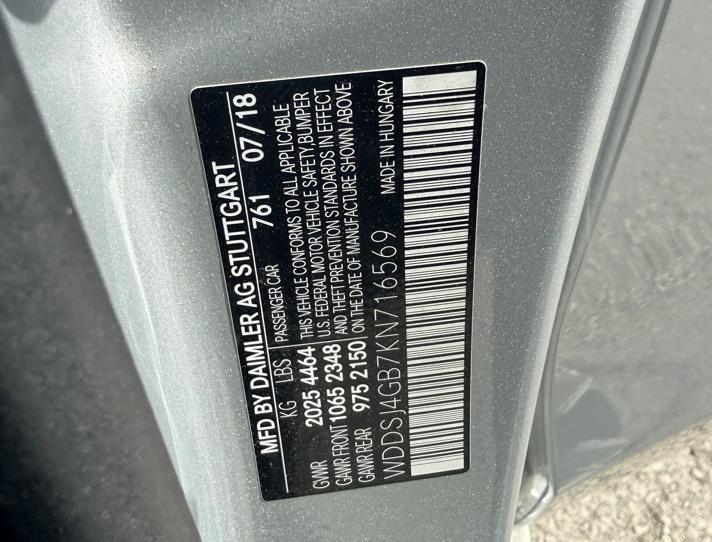 MFD BY DAIMLER AG STUTTGART
761 07/18
KG LBS PASSENGER CAR
GVWR 2025 4464 THIS VEHICLE CONFORMS TO ALL APPLICABLE
GAWR FRONT 1065 2348 U.S. FEDERAL MOTOR VEHICLE SAFETY,BUMPER
GAWR REAR 975 2150 AND THEFT PREVENTION STANDARDS IN EFFECT
ON THE DATE OF MANUFACTURE SHOWN ABOVE
WDDSJ4GB7KN716569 MADE IN HUNGARY